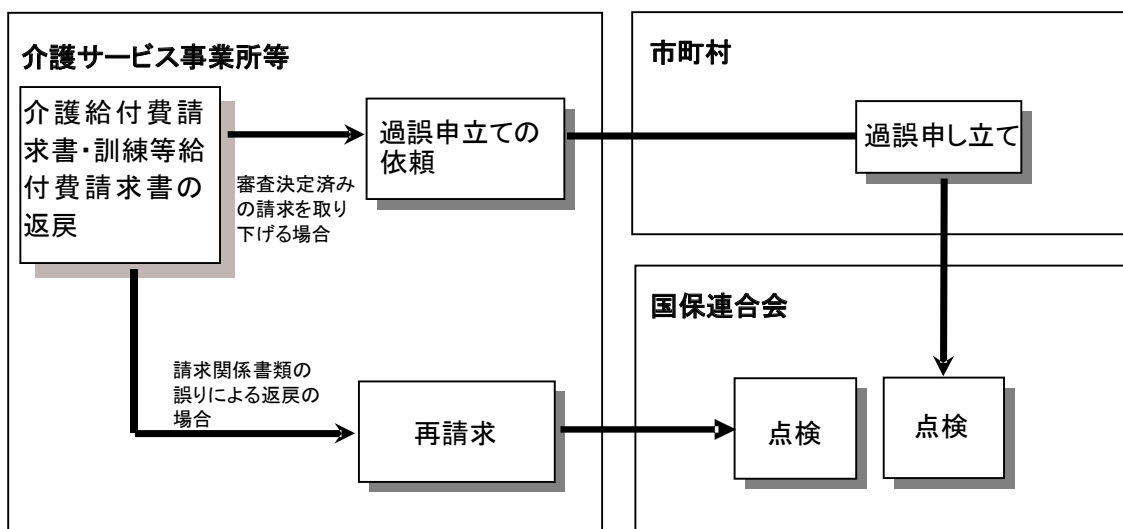 介護サービス事業所等
介護給付費請
求書・訓練等給
付費請求書の
返戻
審査決定済み
の請求を取り
下げる場合
過誤申立ての
依頼
請求関係書類の
誤りによる返戻の
場合
再請求
市町村
過誤申し立て
国保連合会
点検
点検